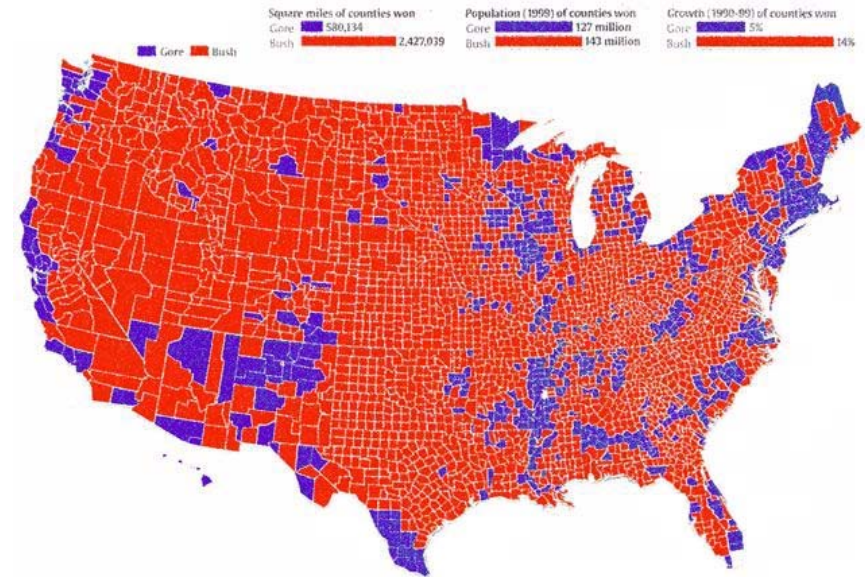 Square miles of counties won
Gore 580,134
Bush 2,427,039
Population (1999) of counties won
Gore 127 million
Bush 143 million
Growth (1990-99) of counties won
Gore 5%
Bush 14%
Gore Bush